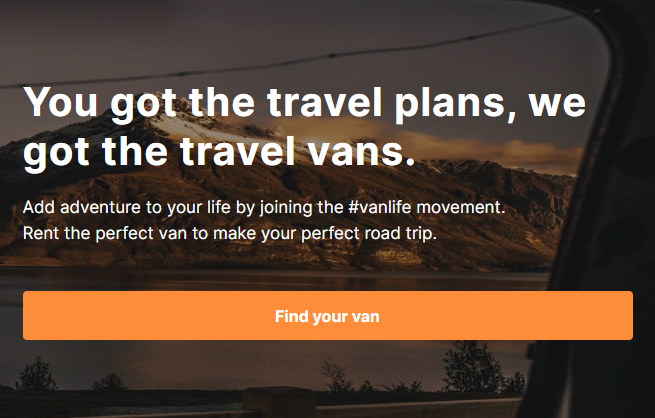 You got the travel plans, we
got the travel vans.
Add adventure to your life by joining the #vanlife movement.
Rent the perfect van to make your perfect road trip.
Find your van